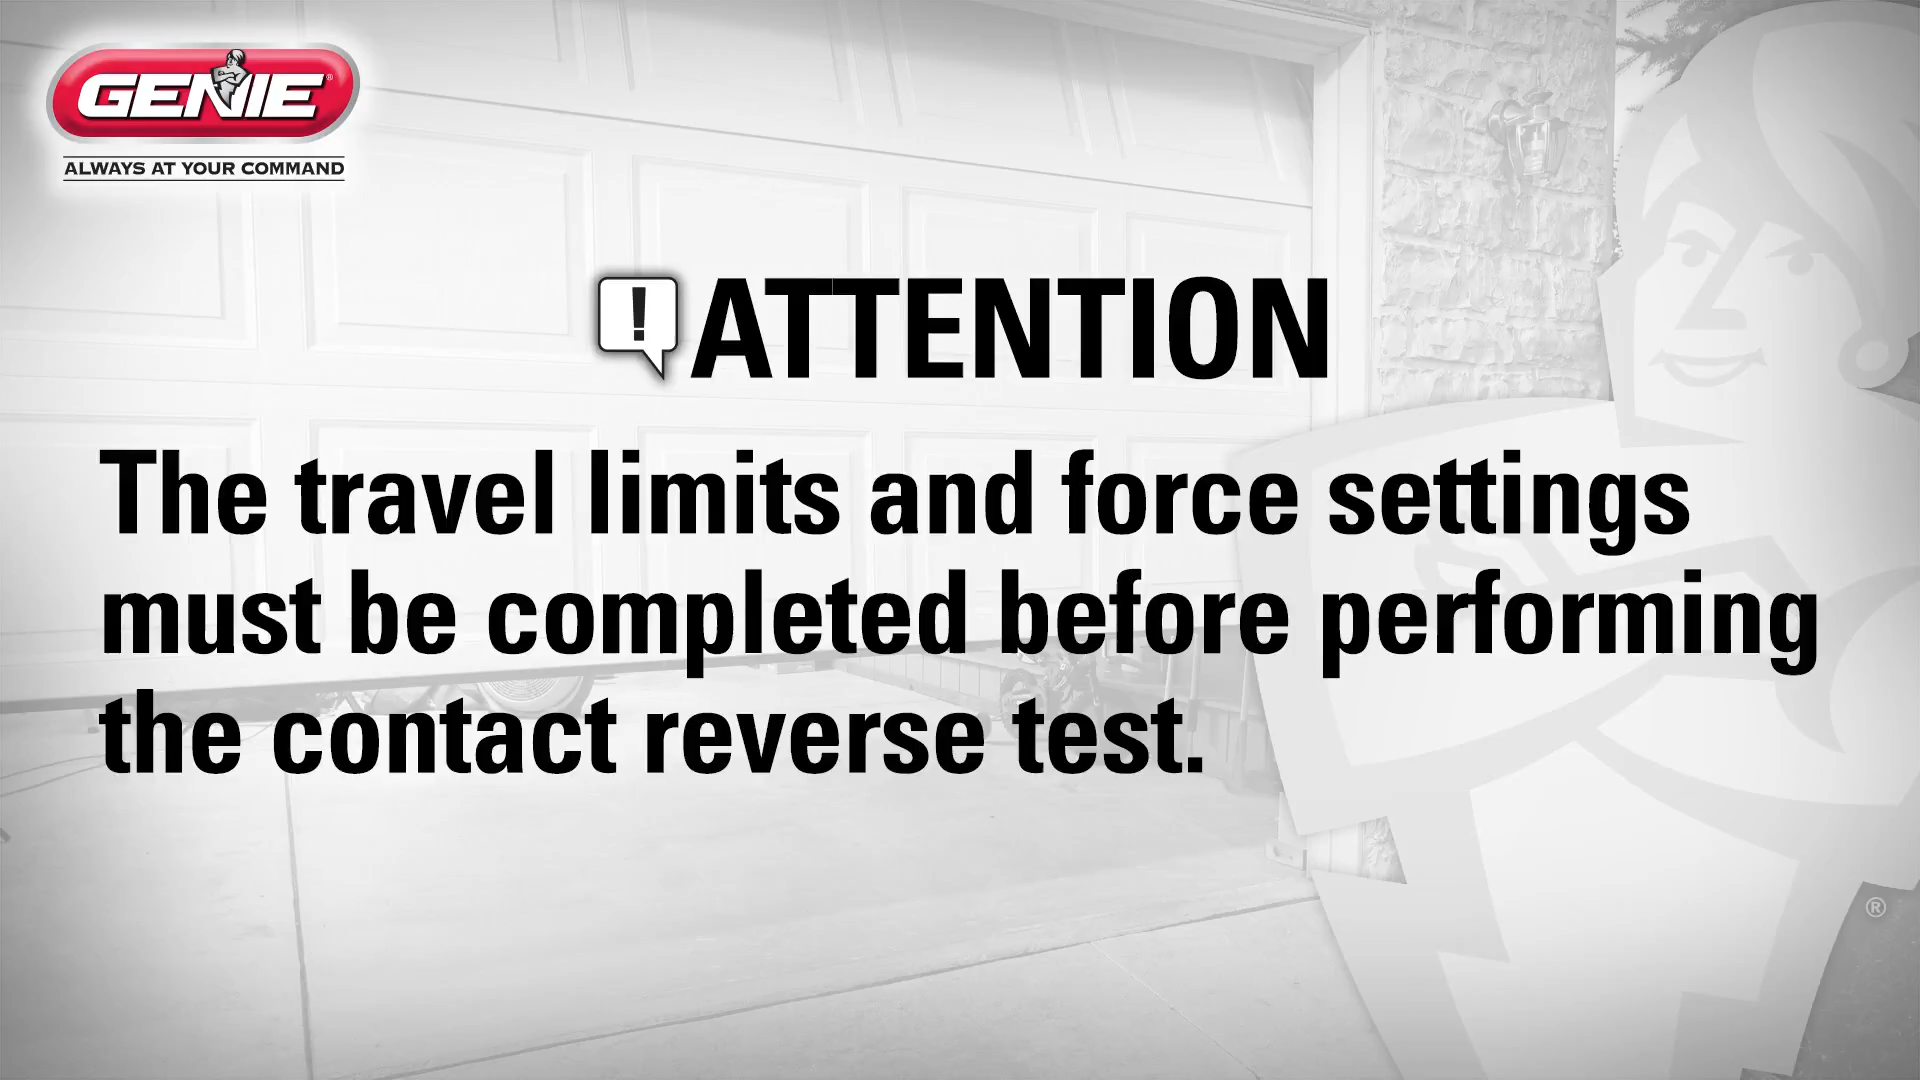 GENIE®
ALWAYS AT YOUR COMMAND
! ATTENTION
The travel limits and force settings
must be completed before performing
the contact reverse test.
®